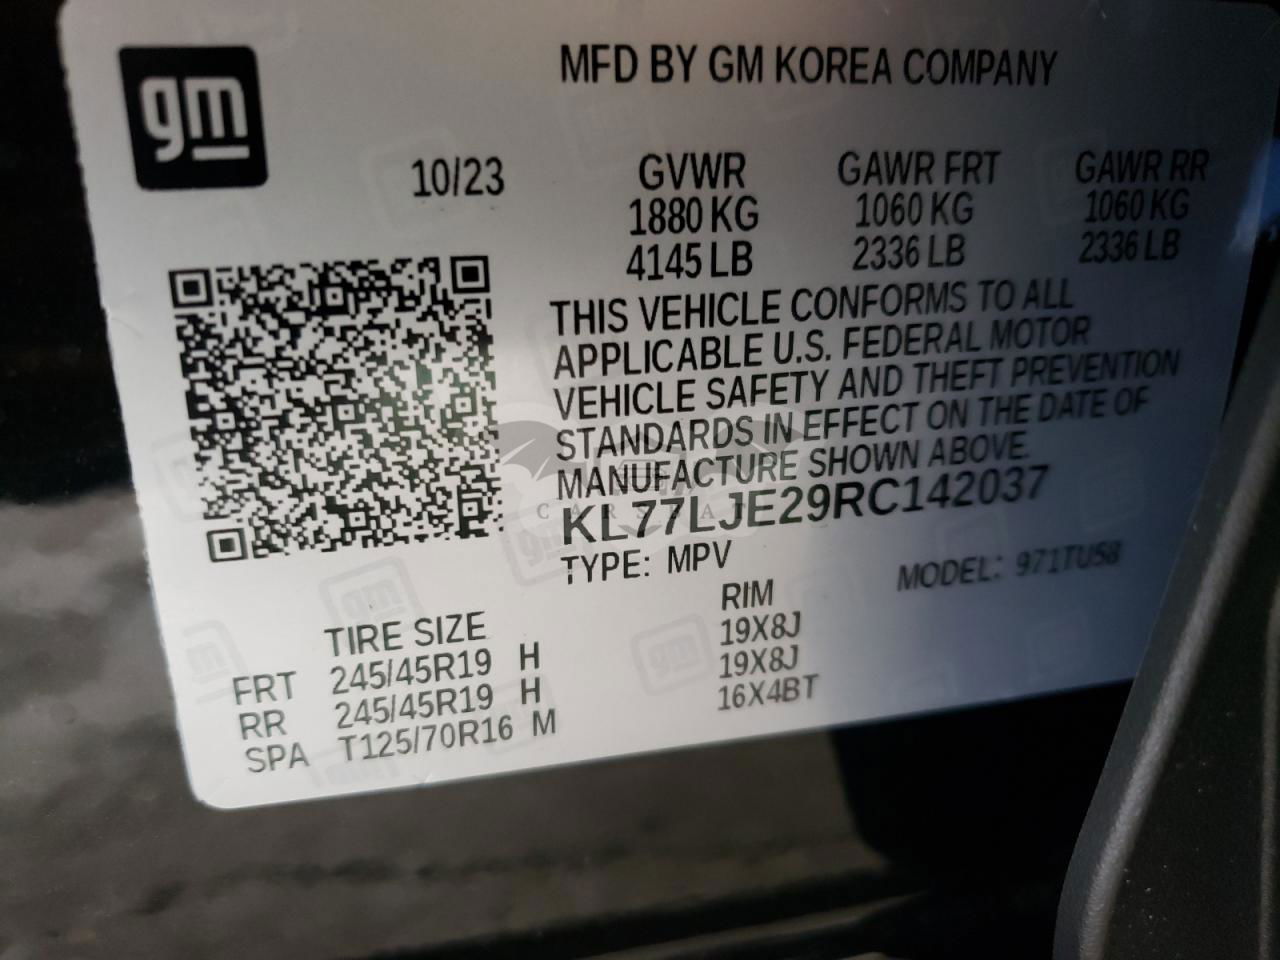 gm
MFD BY GM KOREA COMPANY
10/23
GVWR GAWR FRT GAWR RR
1880 KG 1060 KG 1060 KG
4145 LB 2336 LB 2336 LB
THIS VEHICLE CONFORMS TO ALL
APPLICABLE U.S. FEDERAL MOTOR
VEHICLE SAFETY AND THEFT PREVENTION
STANDARDS IN EFFECT ON THE DATE OF
MANUFACTURE SHOWN ABOVE.
KL77LJE29RC142037
TYPE: MPV MODEL: 971TU58
TIRE SIZE RIM
FRT 245/45R19 H 19X8J
RR 245/45R19 H 19X8J
SPA T125/70R16 M 16X4BT